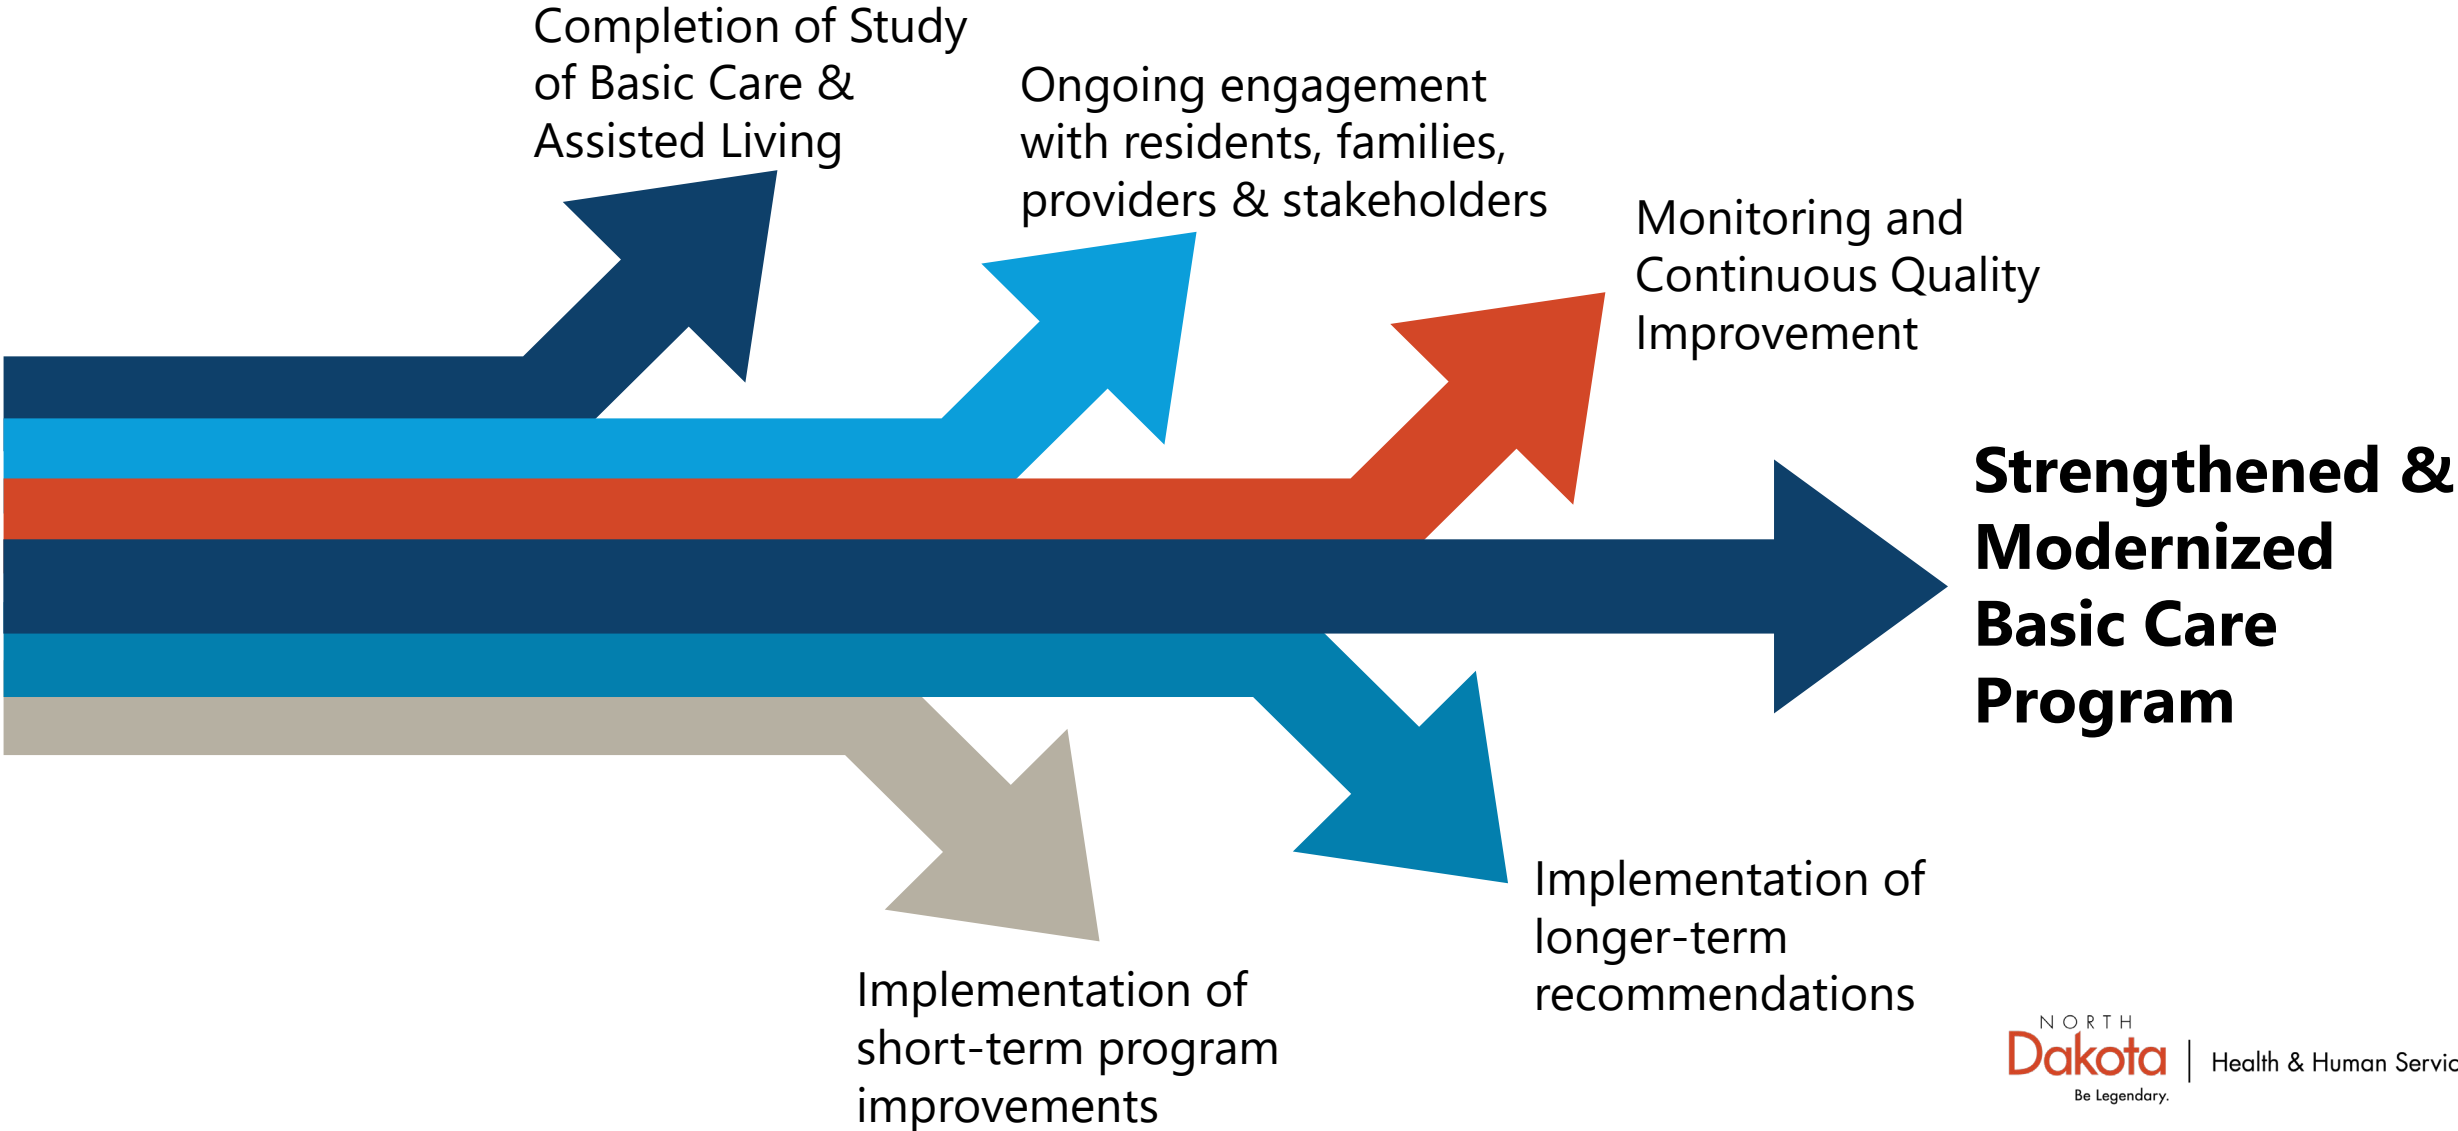 Completion of Study
of Basic Care &
Assisted Living
Ongoing engagement
with residents, families,
providers & stakeholders
Monitoring and
Continuous Quality
Improvement
Strengthened &
Modernized
Basic Care
Program
Implementation of
longer-term
recommendations
Implementation of
short-term program
improvements
NORTH
Dakota
Be Legendary.
Health & Human Servic